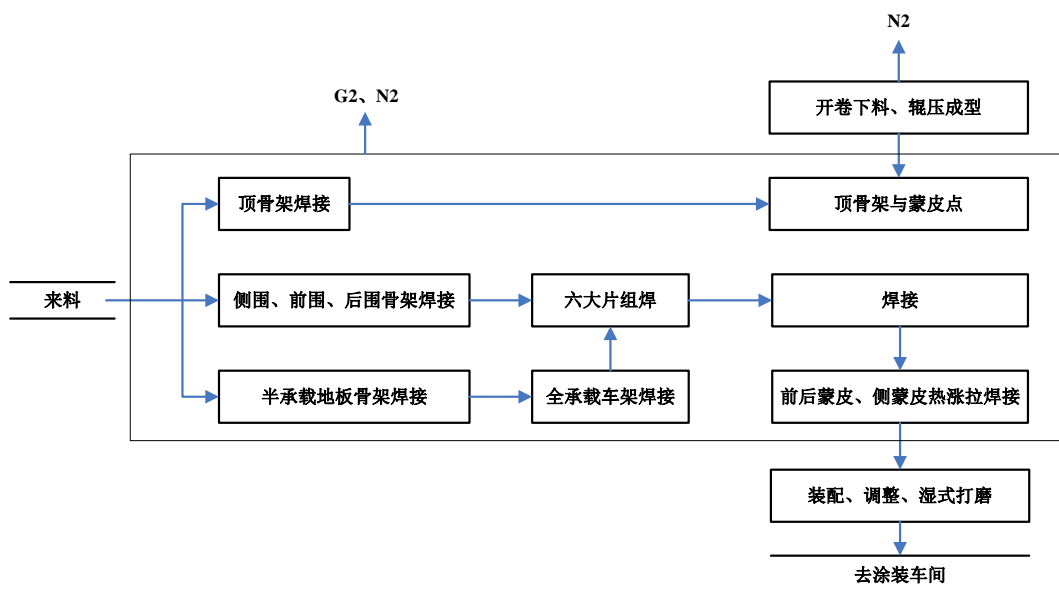 N2
G2、N2
开卷下料、辊压成型
顶骨架焊接
顶骨架与蒙皮点
来料
侧围、前围、后围骨架焊接
六大片组焊
焊接
半承载地板骨架焊接
全承载车架焊接
前后蒙皮、侧蒙皮热涨拉焊接
装配、调整、湿式打磨
去涂装车间